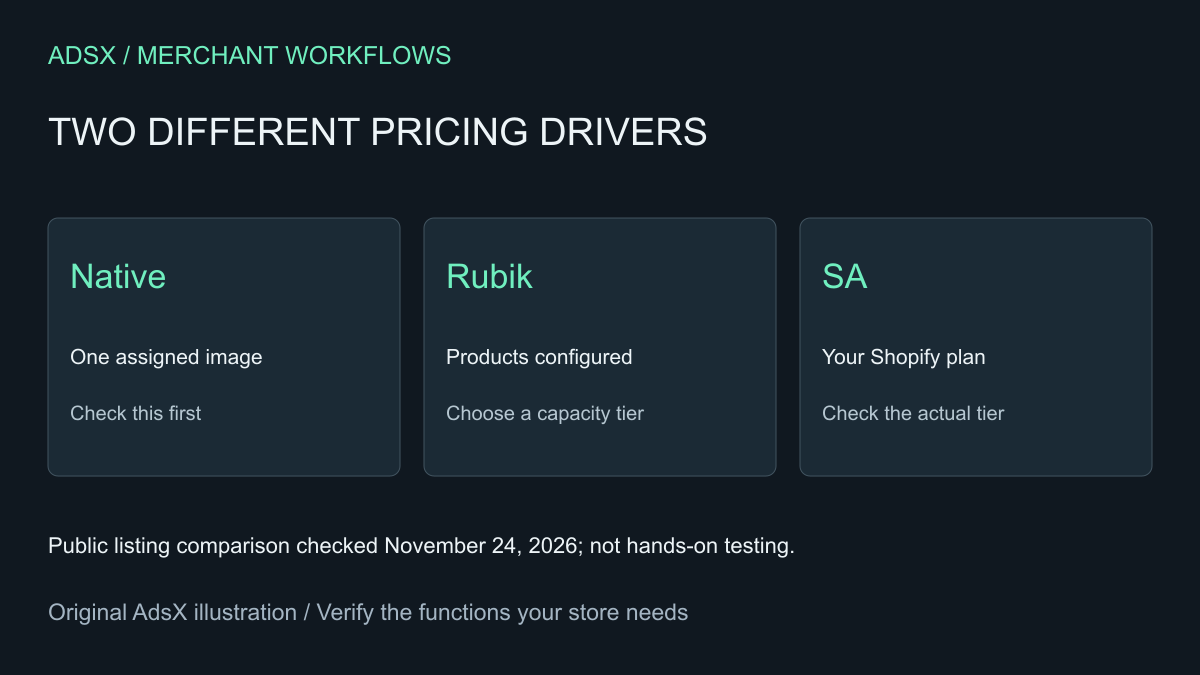 ADSX / MERCHANT WORKFLOWS
TWO DIFFERENT PRICING DRIVERS
Native
One assigned image
Check this first
Rubik
Products configured
Choose a capacity tier
SA
Your Shopify plan
Check the actual tier
Public listing comparison checked November 24, 2026; not hands-on testing.
Original AdsX illustration / Verify the functions your store needs